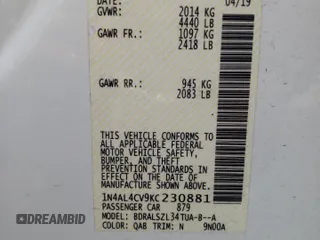 DATE: 04/19
GVWR: 2014 KG
4440 LB
GAWR FR.: 1097 KG
2418 LB
GAWR RR.: 945 KG
2083 LB
THIS VEHICLE CONFORMS TO
ALL APPLICABLE FEDERAL
MOTOR VEHICLE SAFETY,
BUMPER, AND THEFT
PREVENTION STANDARDS IN
EFFECT ON THE DATE OF
MANUFACTURE SHOWN ABOVE.
1N4AL4CV9KC230881
PASSENGER CAR 879
MODEL: BDRALSZL34TUA-B--A
COLOR: QAB TRIM: N 9N00A
BIDFAX